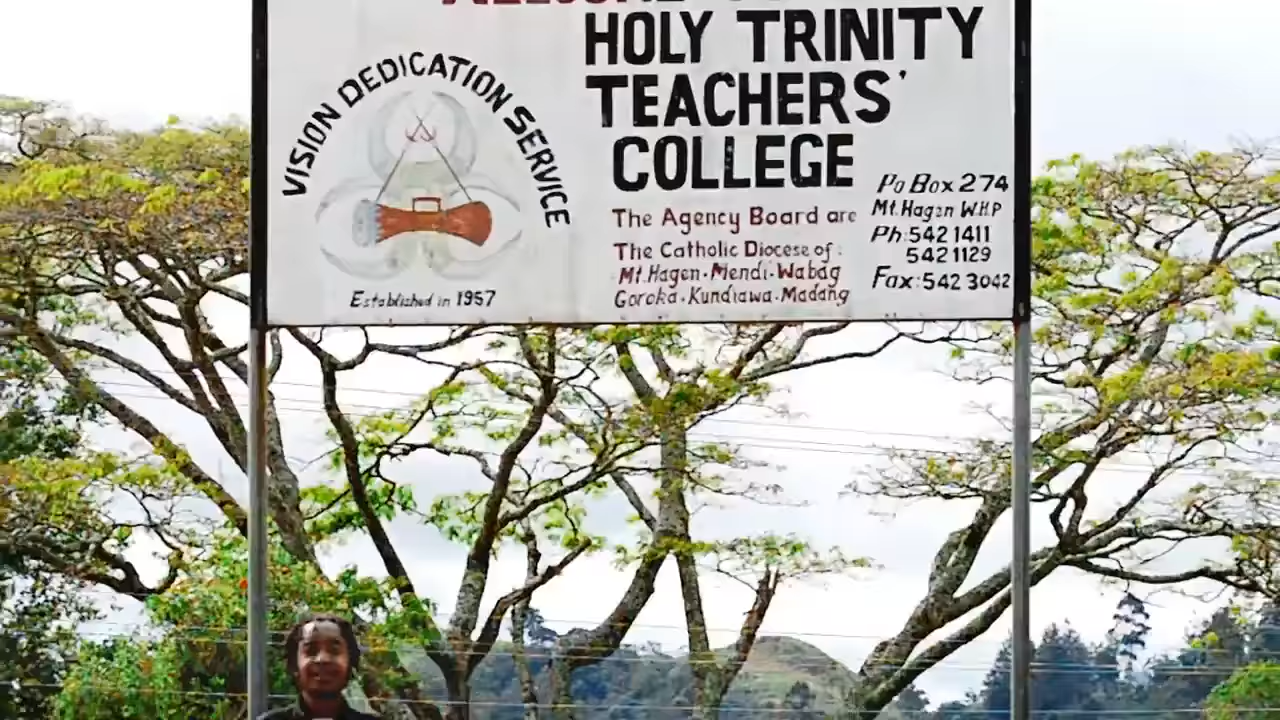 VISION DEDICATION SERVICE
Established in 1957
HOLY TRINITY
TEACHERS'
COLLEGE
The Agency Board are
The Catholic Diocese of:
Mt.Hagen•Mendi•Wabag
Goroka•Kundiawa•Madang
Po Box 274
Mt.Hagen W.H.P
Ph:542 1411
542 1129
Fax:542 3042